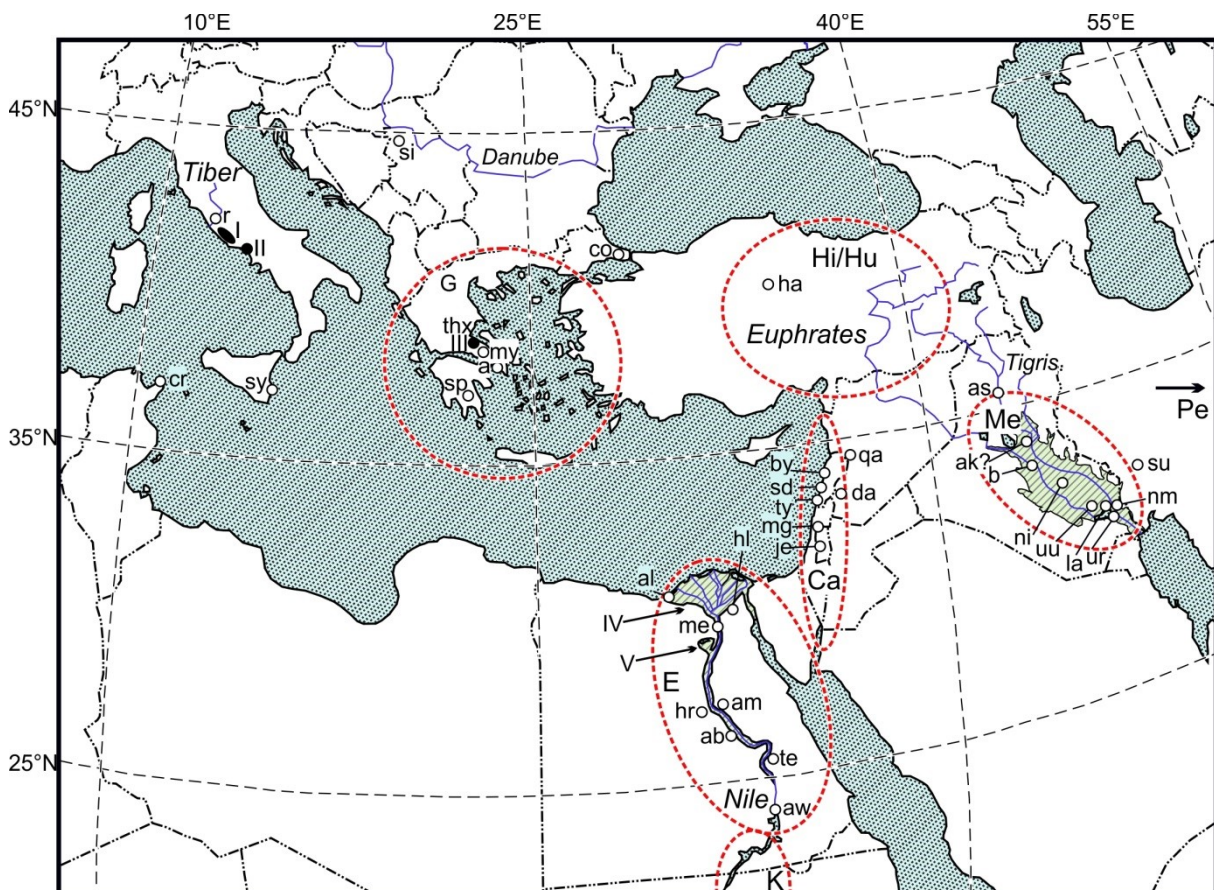 10°E 25°E 40°E 55°E
45°N
si
Danube
Tiber
r
I
II
co
Hi/Hu
G
ha
thx
Euphrates
III
my
a
Tigris
cr
sy
sp
as
Pe
35°N
Me
qa
by
ak?
su
sd
b
da
ty
nm
mg
hl
ni
uu
la
ur
je
al
Ca
IV
me
V
E
am
hr
ab
25°N
te
Nile
aw
K